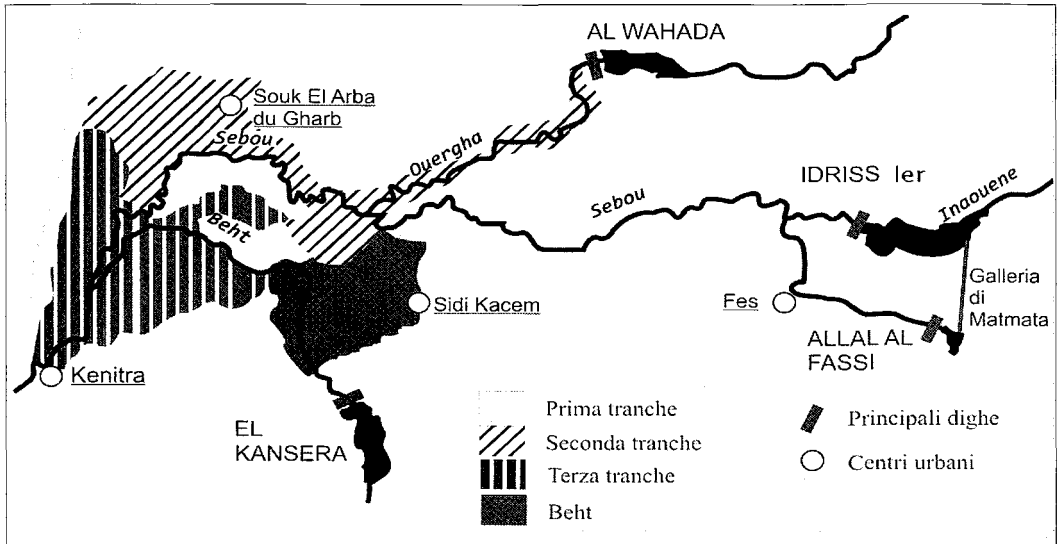 AL WAHADA
Souk El Arba
du Gharb
Sebou
Ouergha
IDRISS Ier
Inaouene
Sebou
Beht
Galleria
di
Matmata
Sidi Kacem
Fes
ALLAL AL
FASSI
Kenitra
EL
KANSERA
Prima tranche
Seconda tranche
Terza tranche
Beht
Principali dighe
Centri urbani